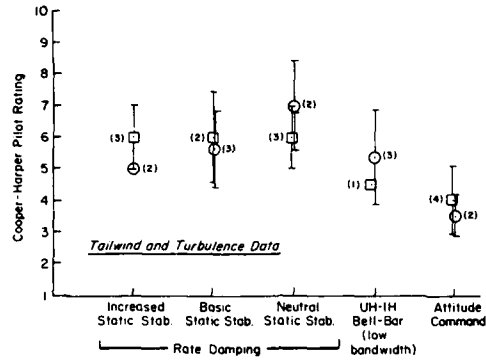 10
9
8
7
6
5
4
3
2
1
Cooper-Harper Pilot Rating
(3)
(2)
(2)
(3)
(3)
(2)
(1)
(3)
(4)
(2)
Tailwind and Turbulence Data
Increased
Static Stab.
Basic
Static Stab.
Neutral
Static Stab.
UH-1H
Bell-Bar
(low
bandwidth)
Attitude
Command
Rate Damping